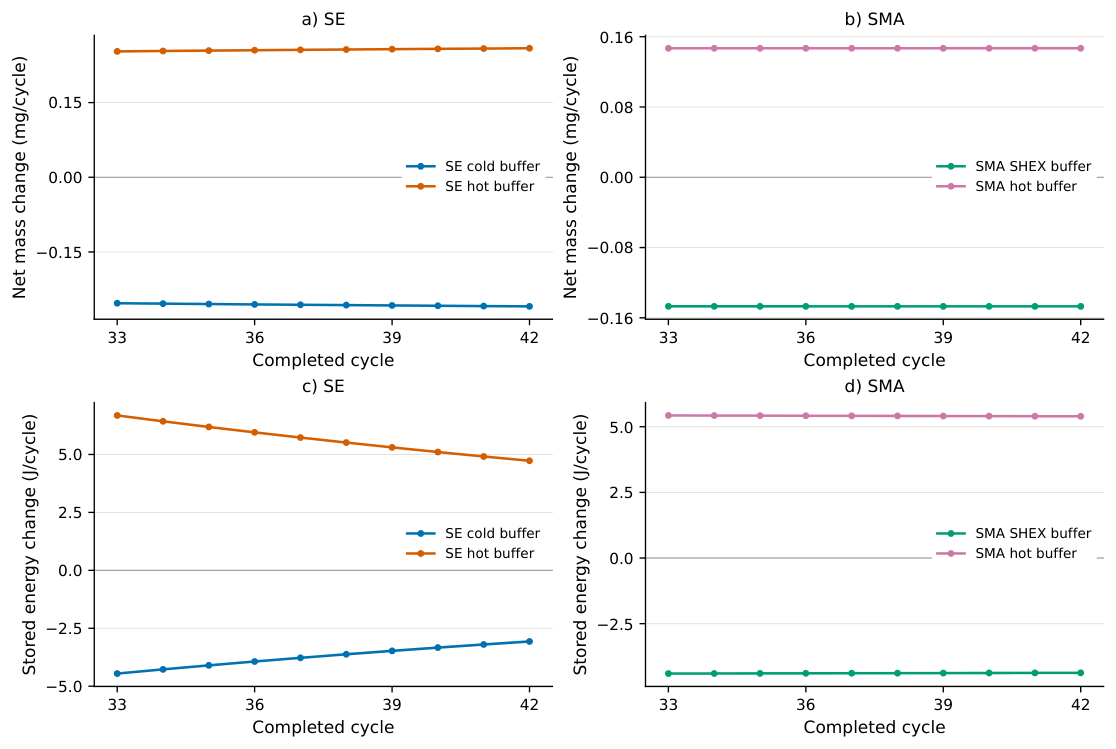 a) SE
Net mass change (mg/cycle)
0.15
0.00
−0.15
SE cold buffer
SE hot buffer
33
36
39
42
Completed cycle
b) SMA
Net mass change (mg/cycle)
0.16
0.08
0.00
−0.08
−0.16
SMA SHEX buffer
SMA hot buffer
33
36
39
42
Completed cycle
c) SE
Stored energy change (J/cycle)
5.0
2.5
0.0
−2.5
−5.0
SE cold buffer
SE hot buffer
33
36
39
42
Completed cycle
d) SMA
Stored energy change (J/cycle)
5.0
2.5
0.0
−2.5
SMA SHEX buffer
SMA hot buffer
33
36
39
42
Completed cycle